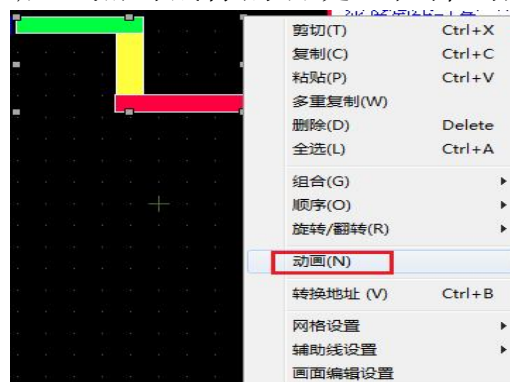 剪切(T) Ctrl+X
复制(C) Ctrl+C
粘贴(P) Ctrl+V
多重复制(W)
删除(D) Delete
全选(L) Ctrl+A
组合(G)
顺序(O)
旋转/翻转(R)
动画(N)
转换地址 (V) Ctrl+B
网格设置
辅助线设置
画面编辑设置